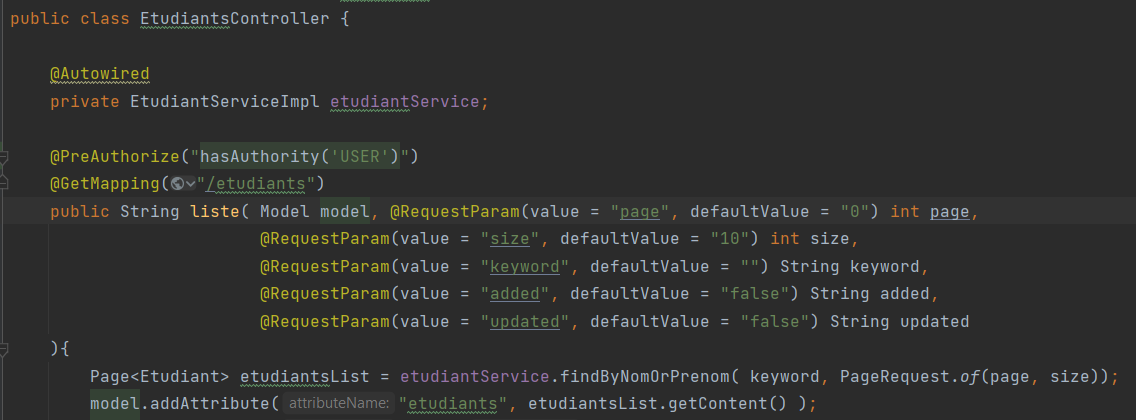 public class EtudiantsController {
@Autowired
private EtudiantServiceImpl etudiantService;
@PreAuthorize("hasAuthority('USER')")
@GetMapping("/etudiants")
public String liste( Model model, @RequestParam(value = "page", defaultValue = "0") int page,
@RequestParam(value = "size", defaultValue = "10") int size,
@RequestParam(value = "keyword", defaultValue = "") String keyword,
@RequestParam(value = "added", defaultValue = "false") String added,
@RequestParam(value = "updated", defaultValue = "false") String updated
){
Page<Etudiant> etudiantsList = etudiantService.findByNomOrPrenom( keyword, PageRequest.of(page, size));
model.addAttribute( attributeName: "etudiants", etudiantsList.getContent() );